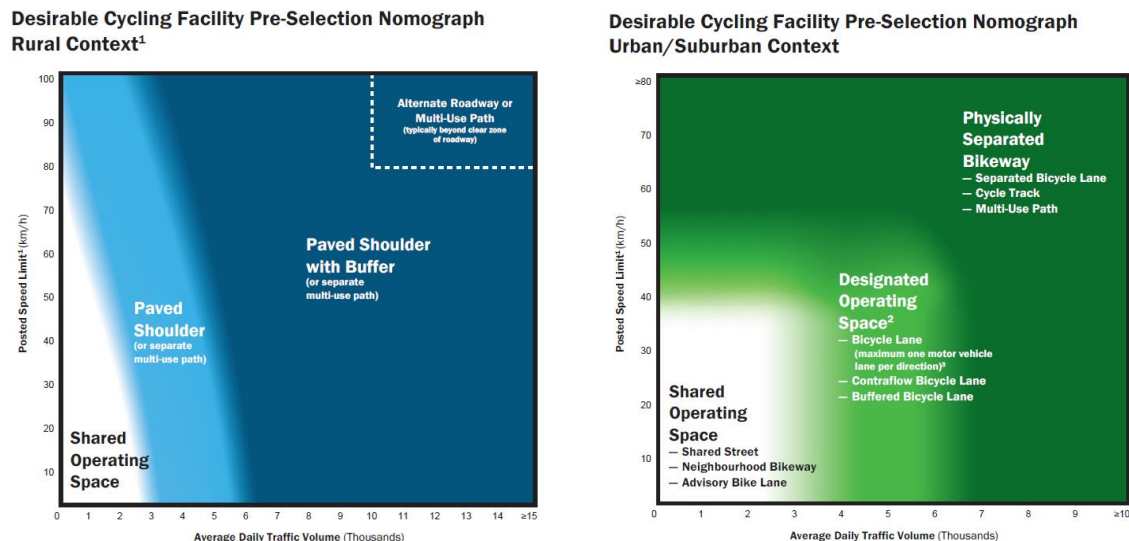 Desirable Cycling Facility Pre-Selection Nomograph
Rural Context¹
100
90
80
70
60
50
40
30
20
10
Posted Speed Limit¹ (km/h)
Alternate Roadway or
Multi-Use Path
(typically beyond clear zone
of roadway)
Paved Shoulder
with Buffer
(or separate
multi-use path)
Paved
Shoulder
(or separate
multi-use path)
Shared
Operating
Space
0 1 2 3 4 5 6 7 8 9 10 11 12 13 14 ≥15
Average Daily Traffic Volume (Thousands)
Desirable Cycling Facility Pre-Selection Nomograph
Urban/Suburban Context
≥80
70
60
50
40
30
20
10
Posted Speed Limit¹ (km/h)
Physically
Separated
Bikeway
— Separated Bicycle Lane
— Cycle Track
— Multi-Use Path
Designated
Operating
Space²
— Bicycle Lane
(maximum one motor vehicle
lane per direction)³
— Contraflow Bicycle Lane
— Buffered Bicycle Lane
Shared
Operating
Space
— Shared Street
— Neighbourhood Bikeway
— Advisory Bike Lane
0 1 2 3 4 5 6 7 8 9 ≥10
Average Daily Traffic Volume (Thousands)